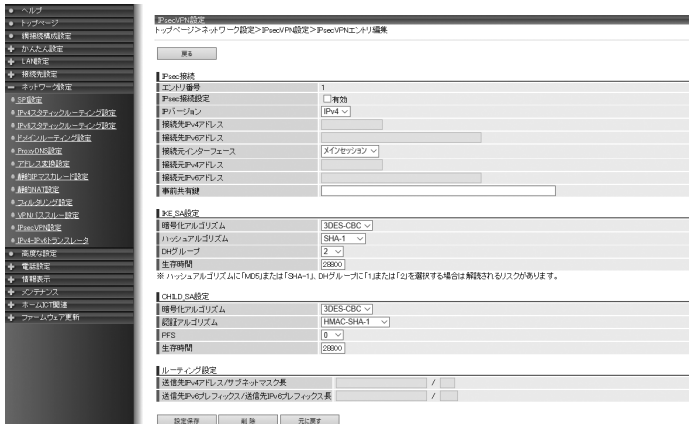 ヘルプ
トップページ
機器構成設定
かんたん設定
LAN設定
接続先設定
ネットワーク設定
SPI設定
IPv4スタティックルーティング設定
IPv6スタティックルーティング設定
ドメインルーティング設定
ProxyDNS設定
アドレス変換設定
静的IPマスカレード設定
静的NAT設定
フィルタリング設定
VPNパススルー設定
IPsecVPN設定
IPv4-IPv6トランスレータ
高度な設定
電話設定
情報表示
メンテナンス
ホームICT関連
ファームウェア更新
IPsecVPN設定
トップページ>ネットワーク設定>IPsecVPN設定>IPsecVPNエントリ編集
戻る
IPsec接続
エントリ番号 1
IPsec接続設定 有効
IPバージョン IPv4
接続先IPv4アドレス
接続先IPv6アドレス
接続元インターフェース メインセッション
接続元IPv4アドレス
接続元IPv6アドレス
事前共有鍵
IKE_SA設定
暗号化アルゴリズム 3DES-CBC
ハッシュアルゴリズム SHA-1
DHグループ 2
生存時間 28800
※ ハッシュアルゴリズムに「MD5」または「SHA-1」、DHグループに「1」または「2」を選択する場合は解読されるリスクがあります。
CHILD_SA設定
暗号化アルゴリズム 3DES-CBC
認証アルゴリズム HMAC-SHA-1
PFS 0
生存時間 28800
ルーティング設定
送信先IPv4アドレス/サブネットマスク長 /
送信先IPv6プレフィックス/送信先IPv6プレフィックス長 /
設定保存 削除 元に戻す